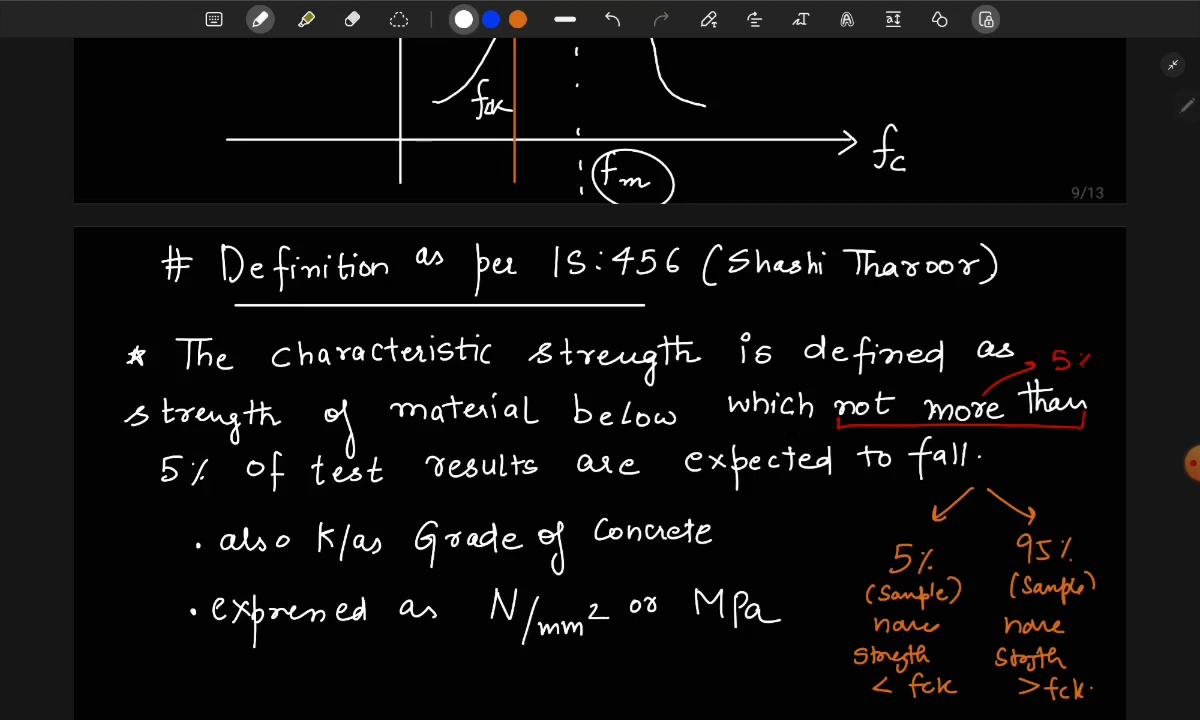 fck
fc
fm
9/13
# Definition as per IS:456 (Shashi Tharoor)
* The characteristic strength is defined as
5%
strength of material below which not more than
5% of test results are expected to fall.
• also k/as Grade of Concrete
• expressed as N/mm2 or MPa
5% 95%
(Sample) (Sample)
have have
strength strength
< fck > fck.